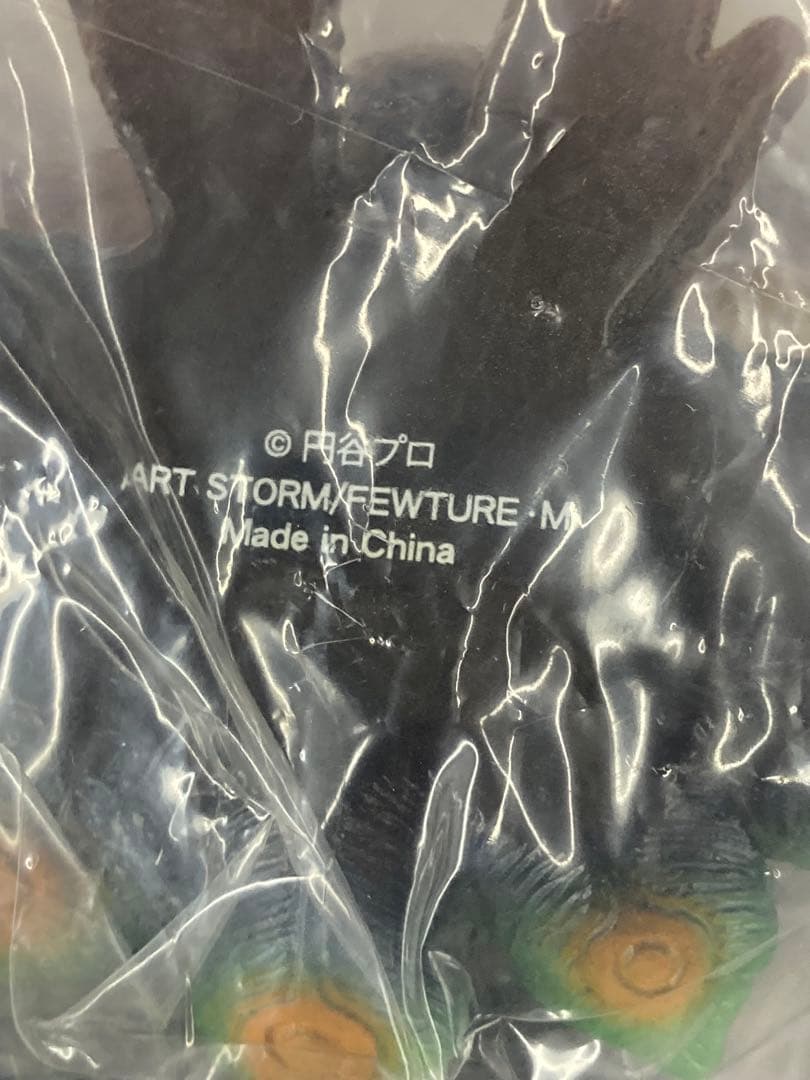 © 円谷プロ
ART STORM/FEWTURE・M
Made in China